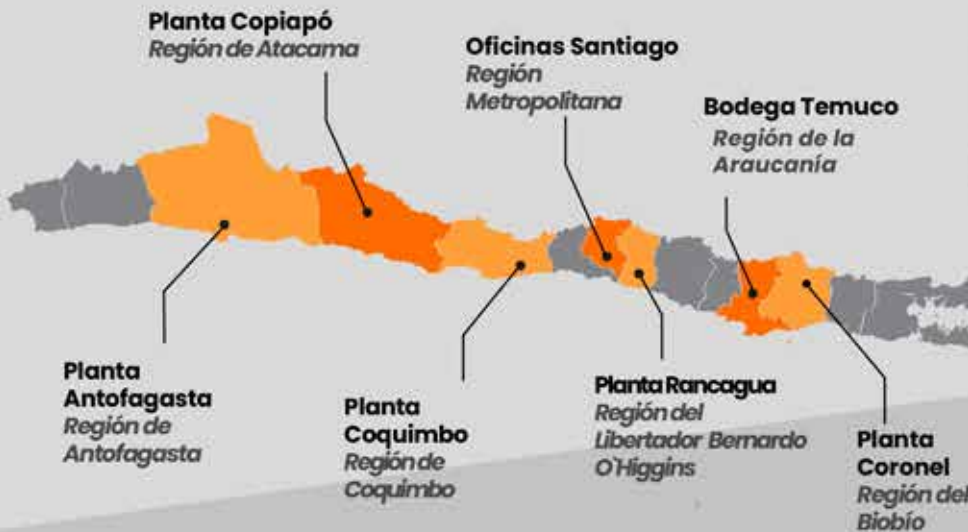 Planta Copiapó
Región de Atacama
Oficinas Santiago
Región
Metropolitana
Bodega Temuco
Región de la
Araucanía
Planta
Antofagasta
Región de
Antofagasta
Planta
Coquimbo
Región de
Coquimbo
Planta Rancagua
Región del
Libertador Bernardo
O'Higgins
Planta
Coronel
Región del
Biobío